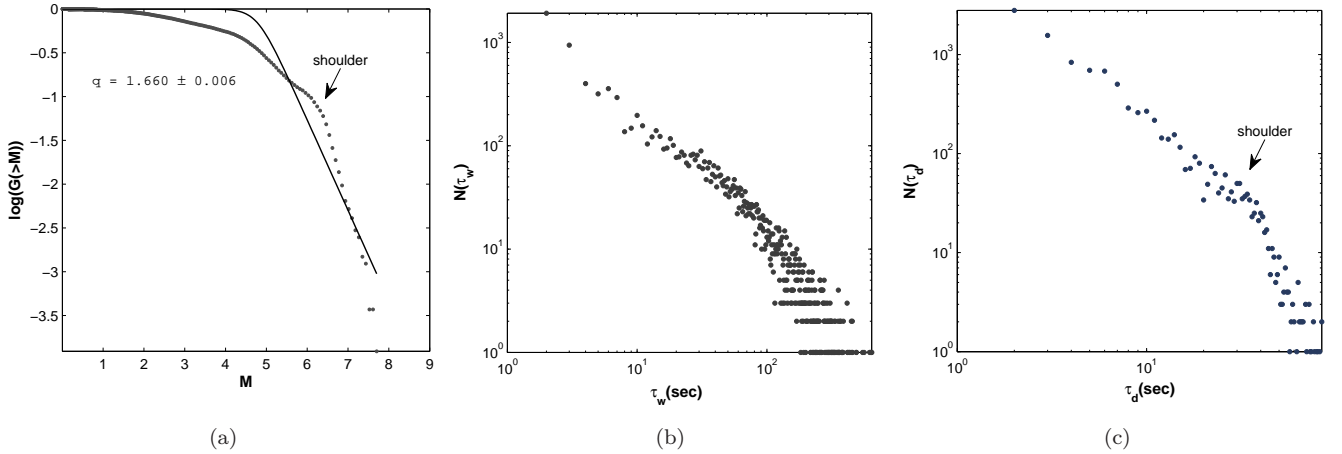 0
−0.5
−1
−1.5
−2
−2.5
−3
−3.5
log(G(>M))
q = 1.660 ± 0.006
shoulder
1 2 3 4 5 6 7 8 9
M
(a)
10^3
10^2
10^1
10^0
N(τ_w)
10^0 10^1 10^2
τ_w(sec)
(b)
10^3
10^2
10^1
10^0
N(τ_d)
shoulder
10^0 10^1
τ_d(sec)
(c)